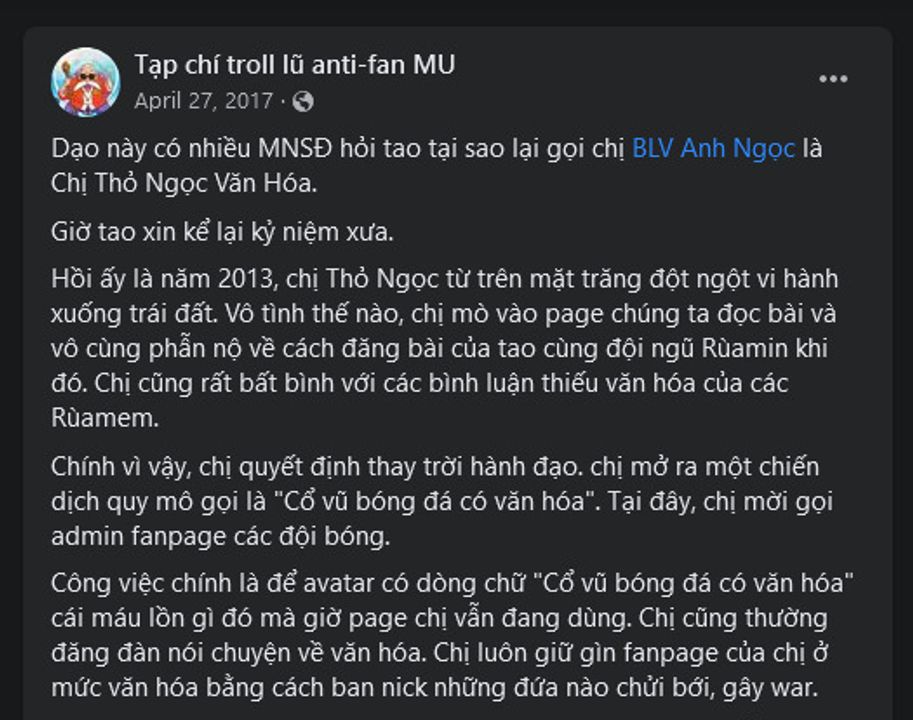 Tạp chí troll lũ anti-fan MU
April 27, 2017 ·
Dạo này có nhiều MNSĐ hỏi tao tại sao lại gọi chị BLV Anh Ngọc là
Chị Thỏ Ngọc Văn Hóa.
Giờ tao xin kể lại kỷ niệm xưa.
Hồi ấy là năm 2013, chị Thỏ Ngọc từ trên mặt trăng đột ngột vi hành
xuống trái đất. Vô tình thế nào, chị mò vào page chúng ta đọc bài và
vô cùng phẫn nộ về cách đăng bài của tao cùng đội ngũ Rùamin khi
đó. Chị cũng rất bất bình với các bình luận thiếu văn hóa của các
Rùamem.
Chính vì vậy, chị quyết định thay trời hành đạo. chị mở ra một chiến
dịch quy mô gọi là "Cổ vũ bóng đá có văn hóa". Tại đây, chị mời gọi
admin fanpage các đội bóng.
Công việc chính là để avatar có dòng chữ "Cổ vũ bóng đá có văn hóa"
cái máu lồn gì đó mà giờ page chị vẫn đang dùng. Chị cũng thường
đăng đàn nói chuyện về văn hóa. Chị luôn giữ gìn fanpage của chị ở
mức văn hóa bằng cách ban nick những đứa nào chửi bới, gây war.